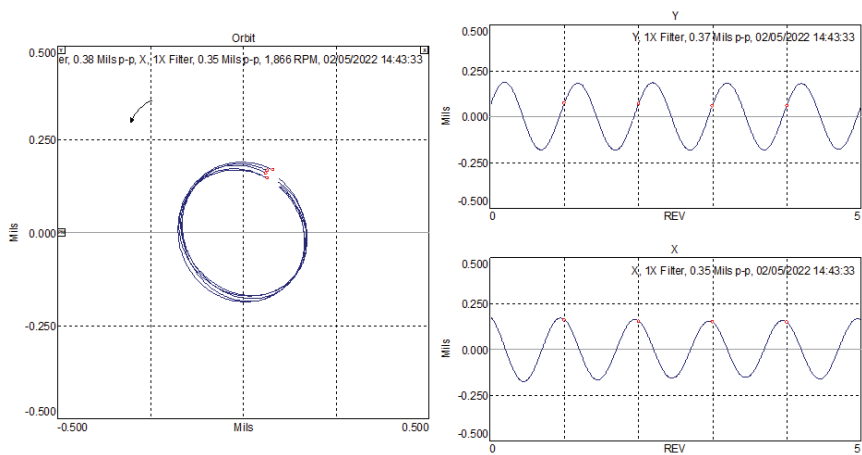 Orbit
0.500
Y
X
er, 0.38 Mils p-p, X, 1X Filter, 0.35 Mils p-p, 1,866 RPM, 02/05/2022 14:43:33
0.250
Mils
0.000
-0.250
-0.500
-0.500
Mils
0.500
Y
0.500
Y, 1X Filter, 0.37 Mils p-p, 02/05/2022 14:43:33
0.250
Mils
0.000
-0.250
-0.500
0
REV
5
X
0.500
X, 1X Filter, 0.35 Mils p-p, 02/05/2022 14:43:33
0.250
Mils
0.000
-0.250
-0.500
0
REV
5